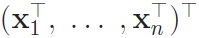 (𝐱₁^⊤, … , 𝐱ₙ^⊤)^⊤